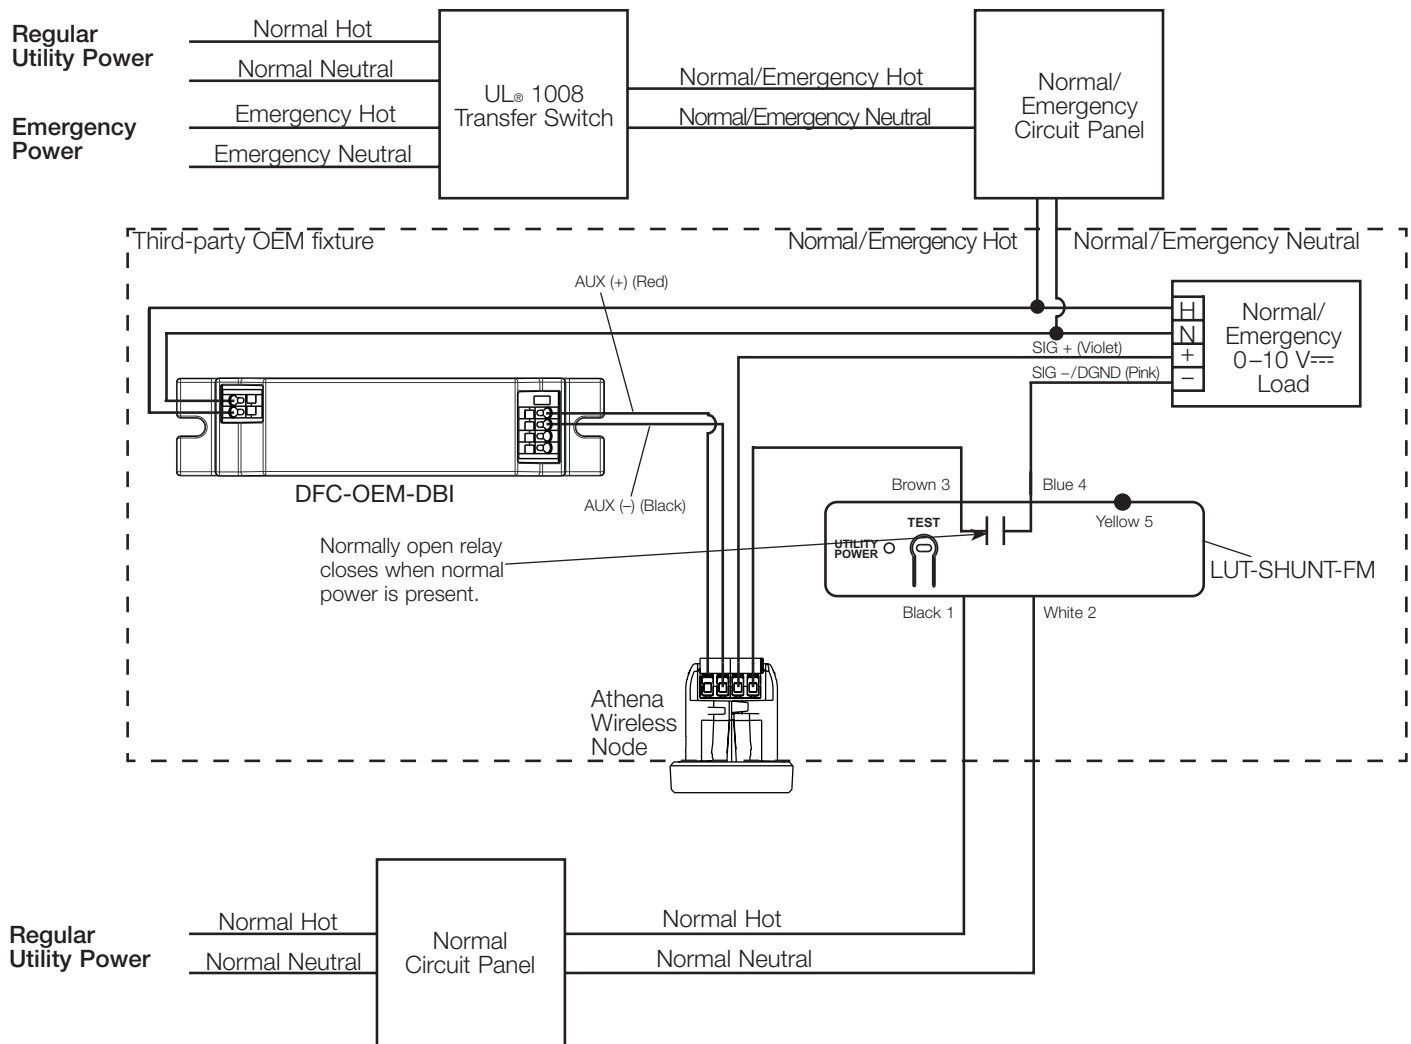 Regular
Utility Power
Normal Hot
Normal Neutral
Emergency
Power
Emergency Hot
Emergency Neutral
UL® 1008
Transfer Switch
Normal/Emergency Hot
Normal/Emergency Neutral
Normal/
Emergency
Circuit Panel
Third-party OEM fixture
Normal/Emergency Hot
Normal/Emergency Neutral
AUX (+) (Red)
H
N
+
–
Normal/
Emergency
0–10 V⎓
Load
SIG + (Violet)
SIG –/DGND (Pink)
DFC-OEM-DBI
AUX (–) (Black)
Brown 3
Blue 4
Yellow 5
TEST
UTILITY
POWER
LUT-SHUNT-FM
Normally open relay
closes when normal
power is present.
Black 1
White 2
Athena
Wireless
Node
Regular
Utility Power
Normal Hot
Normal Neutral
Normal
Circuit Panel
Normal Hot
Normal Neutral